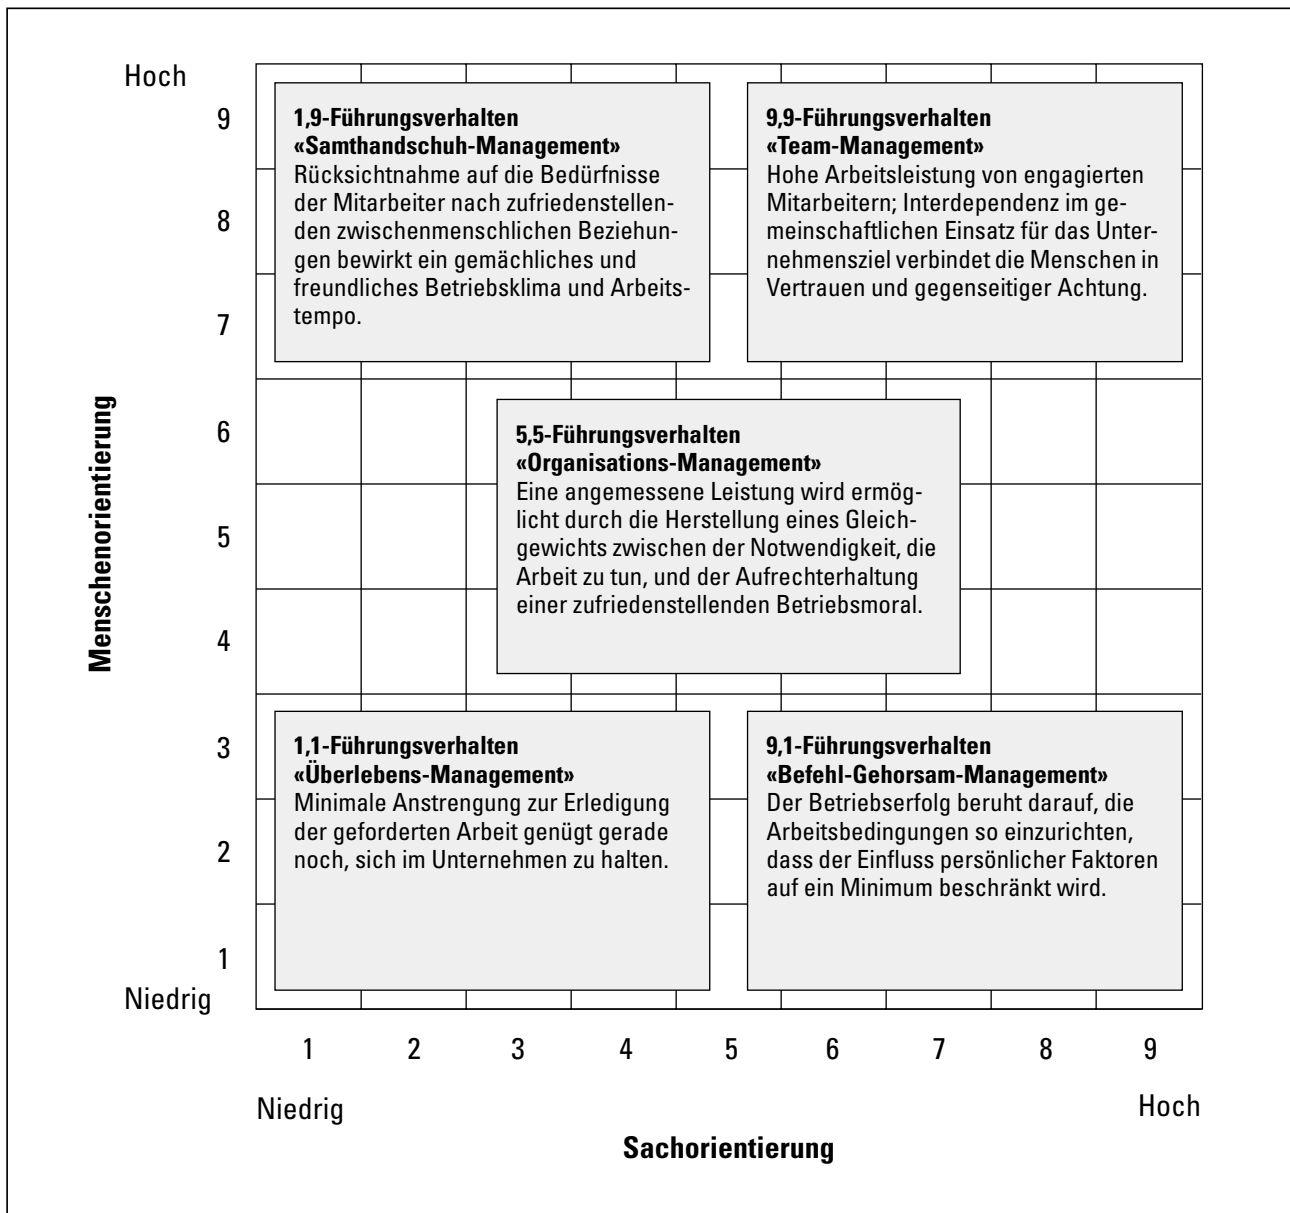 Hoch
9
1,9-Führungsverhalten
«Samthandschuh-Management»
Rücksichtnahme auf die Bedürfnisse
der Mitarbeiter nach zufriedenstellen-
den zwischenmenschlichen Beziehun-
gen bewirkt ein gemächliches und
freundliches Betriebsklima und Arbeits-
tempo.
9,9-Führungsverhalten
«Team-Management»
Hohe Arbeitsleistung von engagierten
Mitarbeitern; Interdependenz im ge-
meinschaftlichen Einsatz für das Unter-
nehmensziel verbindet die Menschen in
Vertrauen und gegenseitiger Achtung.
8
7
Menschenorientierung
6
5,5-Führungsverhalten
«Organisations-Management»
Eine angemessene Leistung wird ermög-
licht durch die Herstellung eines Gleich-
gewichts zwischen der Notwendigkeit, die
Arbeit zu tun, und der Aufrechterhaltung
einer zufriedenstellenden Betriebsmoral.
5
4
3
1,1-Führungsverhalten
«Überlebens-Management»
Minimale Anstrengung zur Erledigung
der geforderten Arbeit genügt gerade
noch, sich im Unternehmen zu halten.
9,1-Führungsverhalten
«Befehl-Gehorsam-Management»
Der Betriebserfolg beruht darauf, die
Arbeitsbedingungen so einzurichten,
dass der Einfluss persönlicher Faktoren
auf ein Minimum beschränkt wird.
2
1
Niedrig
1 2 3 4 5 6 7 8 9
Niedrig Hoch
Sachorientierung